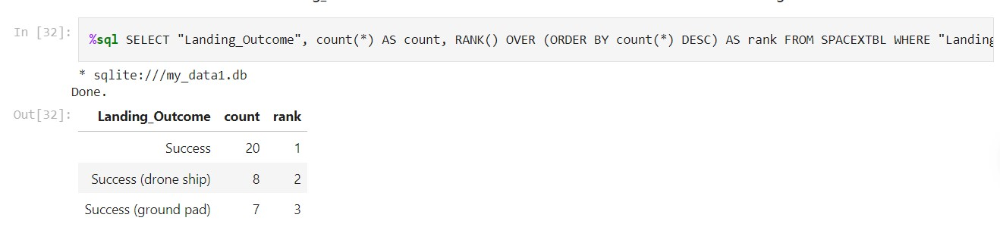 In [32]: %sql SELECT "Landing_Outcome", count(*) AS count, RANK() OVER (ORDER BY count(*) DESC) AS rank FROM SPACEXTBL WHERE "Landing
* sqlite:///my_data1.db
Done.
Out[32]: Landing_Outcome count rank
Success 20 1
Success (drone ship) 8 2
Success (ground pad) 7 3